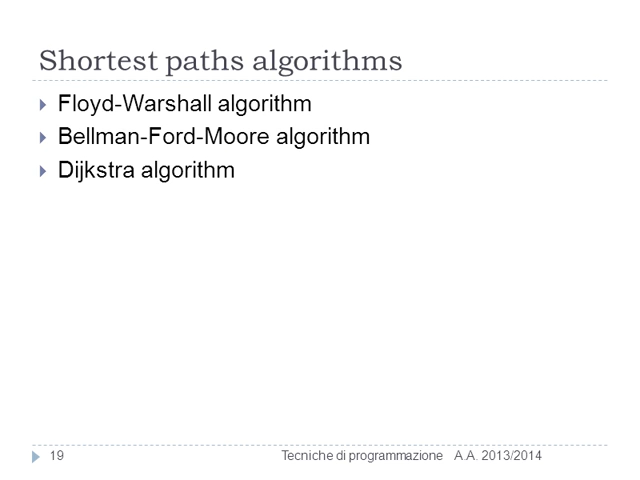 Shortest paths algorithms
Floyd-Warshall algorithm
Bellman-Ford-Moore algorithm
Dijkstra algorithm
19 Tecniche di programmazione A.A. 2013/2014